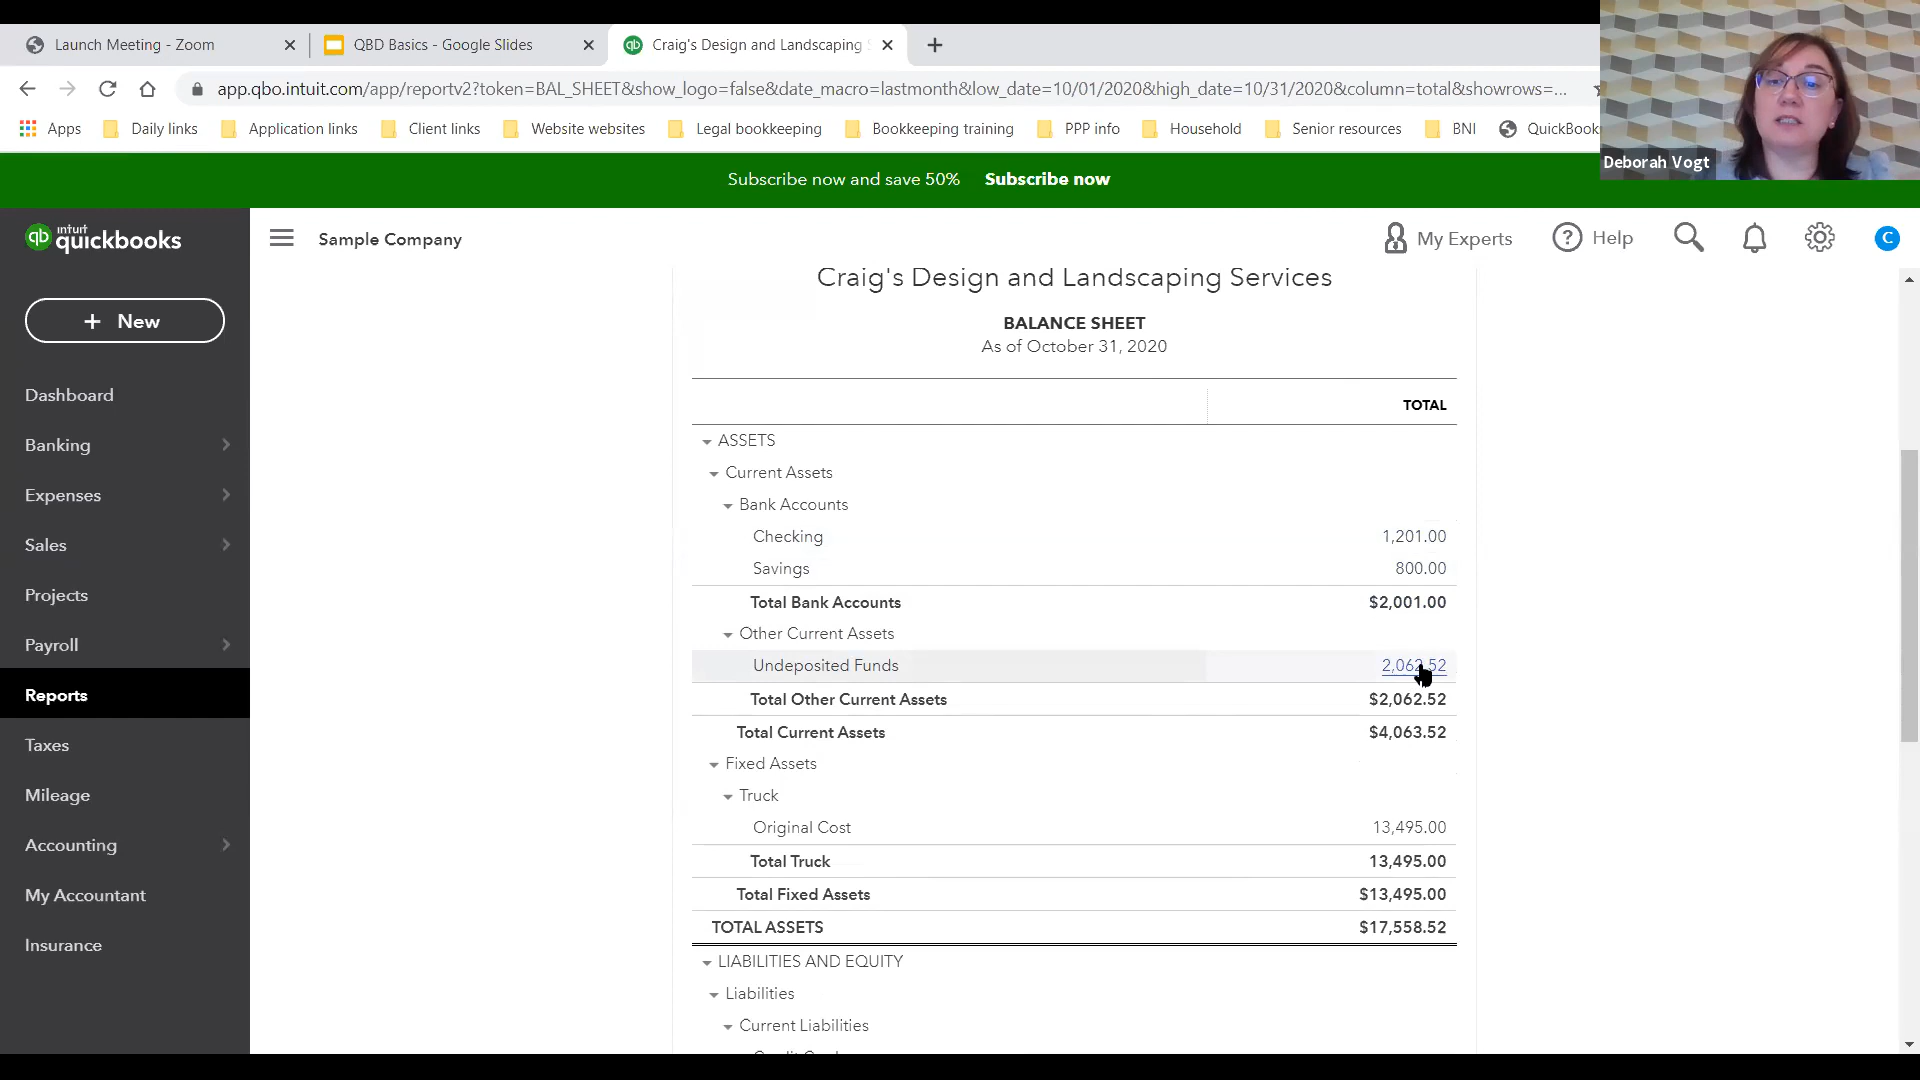 Launch Meeting - Zoom
QBD Basics - Google Slides
Craig's Design and Landscaping
app.qbo.intuit.com/app/reportv2?token=BAL_SHEET&show_logo=false&date_macro=lastmonth&low_date=10/01/2020&high_date=10/31/2020&column=total&showrows=...
Apps
Daily links
Application links
Client links
Website websites
Legal bookkeeping
Bookkeeping training
PPP info
Household
Senior resources
BNI
QuickBook
Deborah Vogt
Subscribe now and save 50% Subscribe now
qb intuit quickbooks
Sample Company
My Experts
Help
C
+ New
Dashboard
Banking
Expenses
Sales
Projects
Payroll
Reports
Taxes
Mileage
Accounting
My Accountant
Insurance
Craig's Design and Landscaping Services
BALANCE SHEET
As of October 31, 2020
TOTAL
ASSETS
Current Assets
Bank Accounts
Checking 1,201.00
Savings 800.00
Total Bank Accounts $2,001.00
Other Current Assets
Undeposited Funds 2,062.52
Total Other Current Assets $2,062.52
Total Current Assets $4,063.52
Fixed Assets
Truck
Original Cost 13,495.00
Total Truck 13,495.00
Total Fixed Assets $13,495.00
TOTAL ASSETS $17,558.52
LIABILITIES AND EQUITY
Liabilities
Current Liabilities